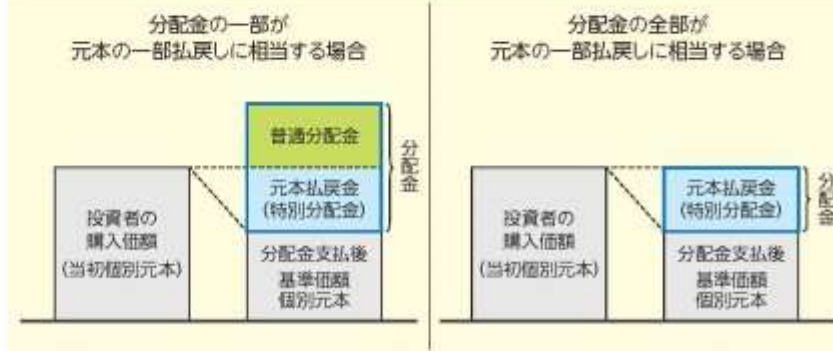 分配金の一部が
元本の一部払戻しに相当する場合
普通分配金
元本払戻金
(特別分配金)
分配金
投資者の
購入価額
(当初個別元本)
分配金支払後
基準価額
個別元本
分配金の全部が
元本の一部払戻しに相当する場合
元本払戻金
(特別分配金)
分配金
投資者の
購入価額
(当初個別元本)
分配金支払後
基準価額
個別元本